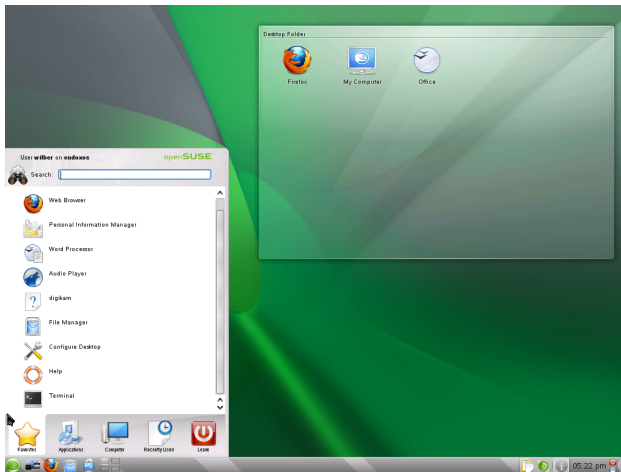 Desktop Folder
Firefox
My Computer
Office
User wilber on eudoxos
openSUSE
Search:
Web Browser
Personal Information Manager
Word Processor
Audio Player
digikam
File Manager
Configure Desktop
Help
Terminal
Favorites
Applications
Computer
Recently Used
Leave
05:22 pm